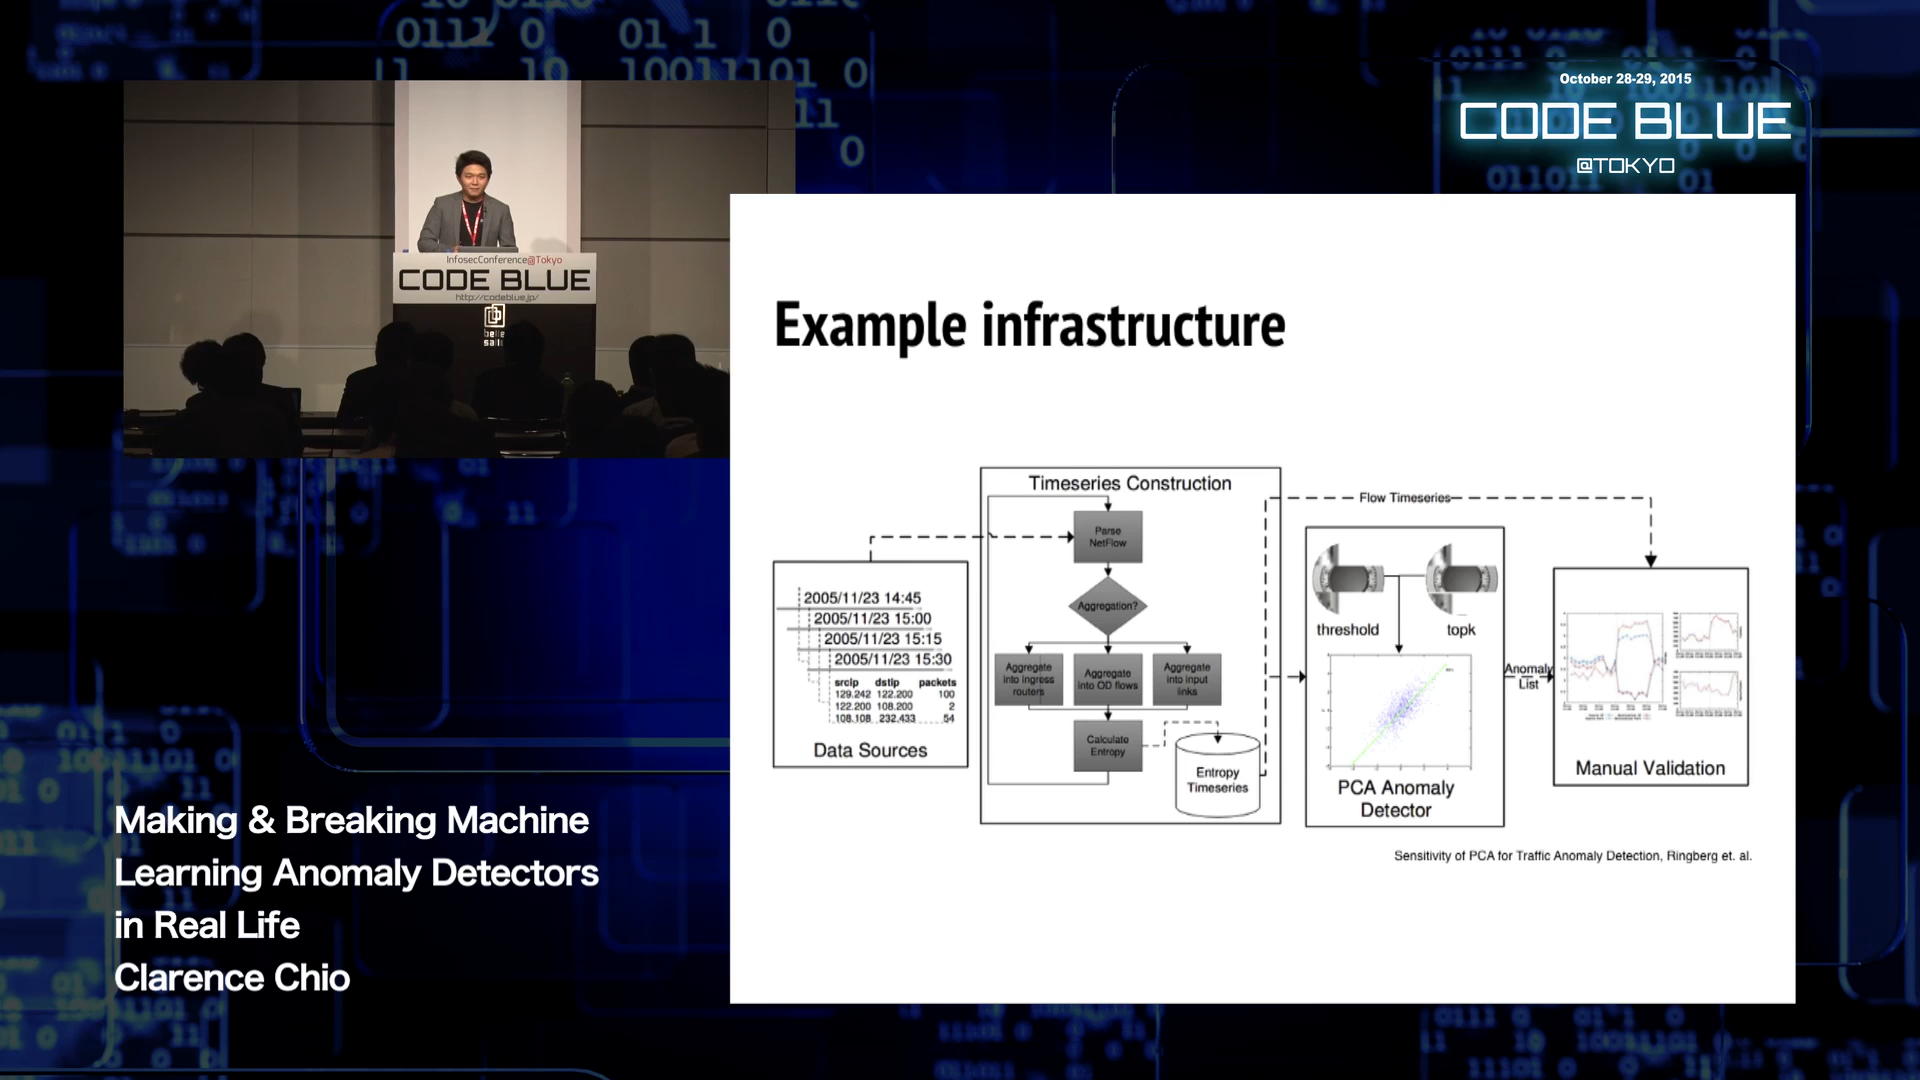 October 28-29, 2015
CODE BLUE
@TOKYO
InfosecConference@Tokyo
CODE BLUE
http://codeblue.jp/
belle
salle
Example infrastructure
Timeseries Construction
Flow Timeseries
Parse
NetFlow
Aggregation?
Aggregate
into ingress
routers
Aggregate
into OD flows
Aggregate
into input
links
Calculate
Entropy
Entropy
Timeseries
2005/11/23 14:45
2005/11/23 15:00
2005/11/23 15:15
2005/11/23 15:30
srcip dstip packets
129.242 122.200 100
122.200 108.200 2
108.108 232.433 54
Data Sources
threshold
topk
PCA Anomaly
Detector
Anomaly
List
Manual Validation
Sensitivity of PCA for Traffic Anomaly Detection, Ringberg et. al.
Making & Breaking Machine
Learning Anomaly Detectors
in Real Life
Clarence Chio